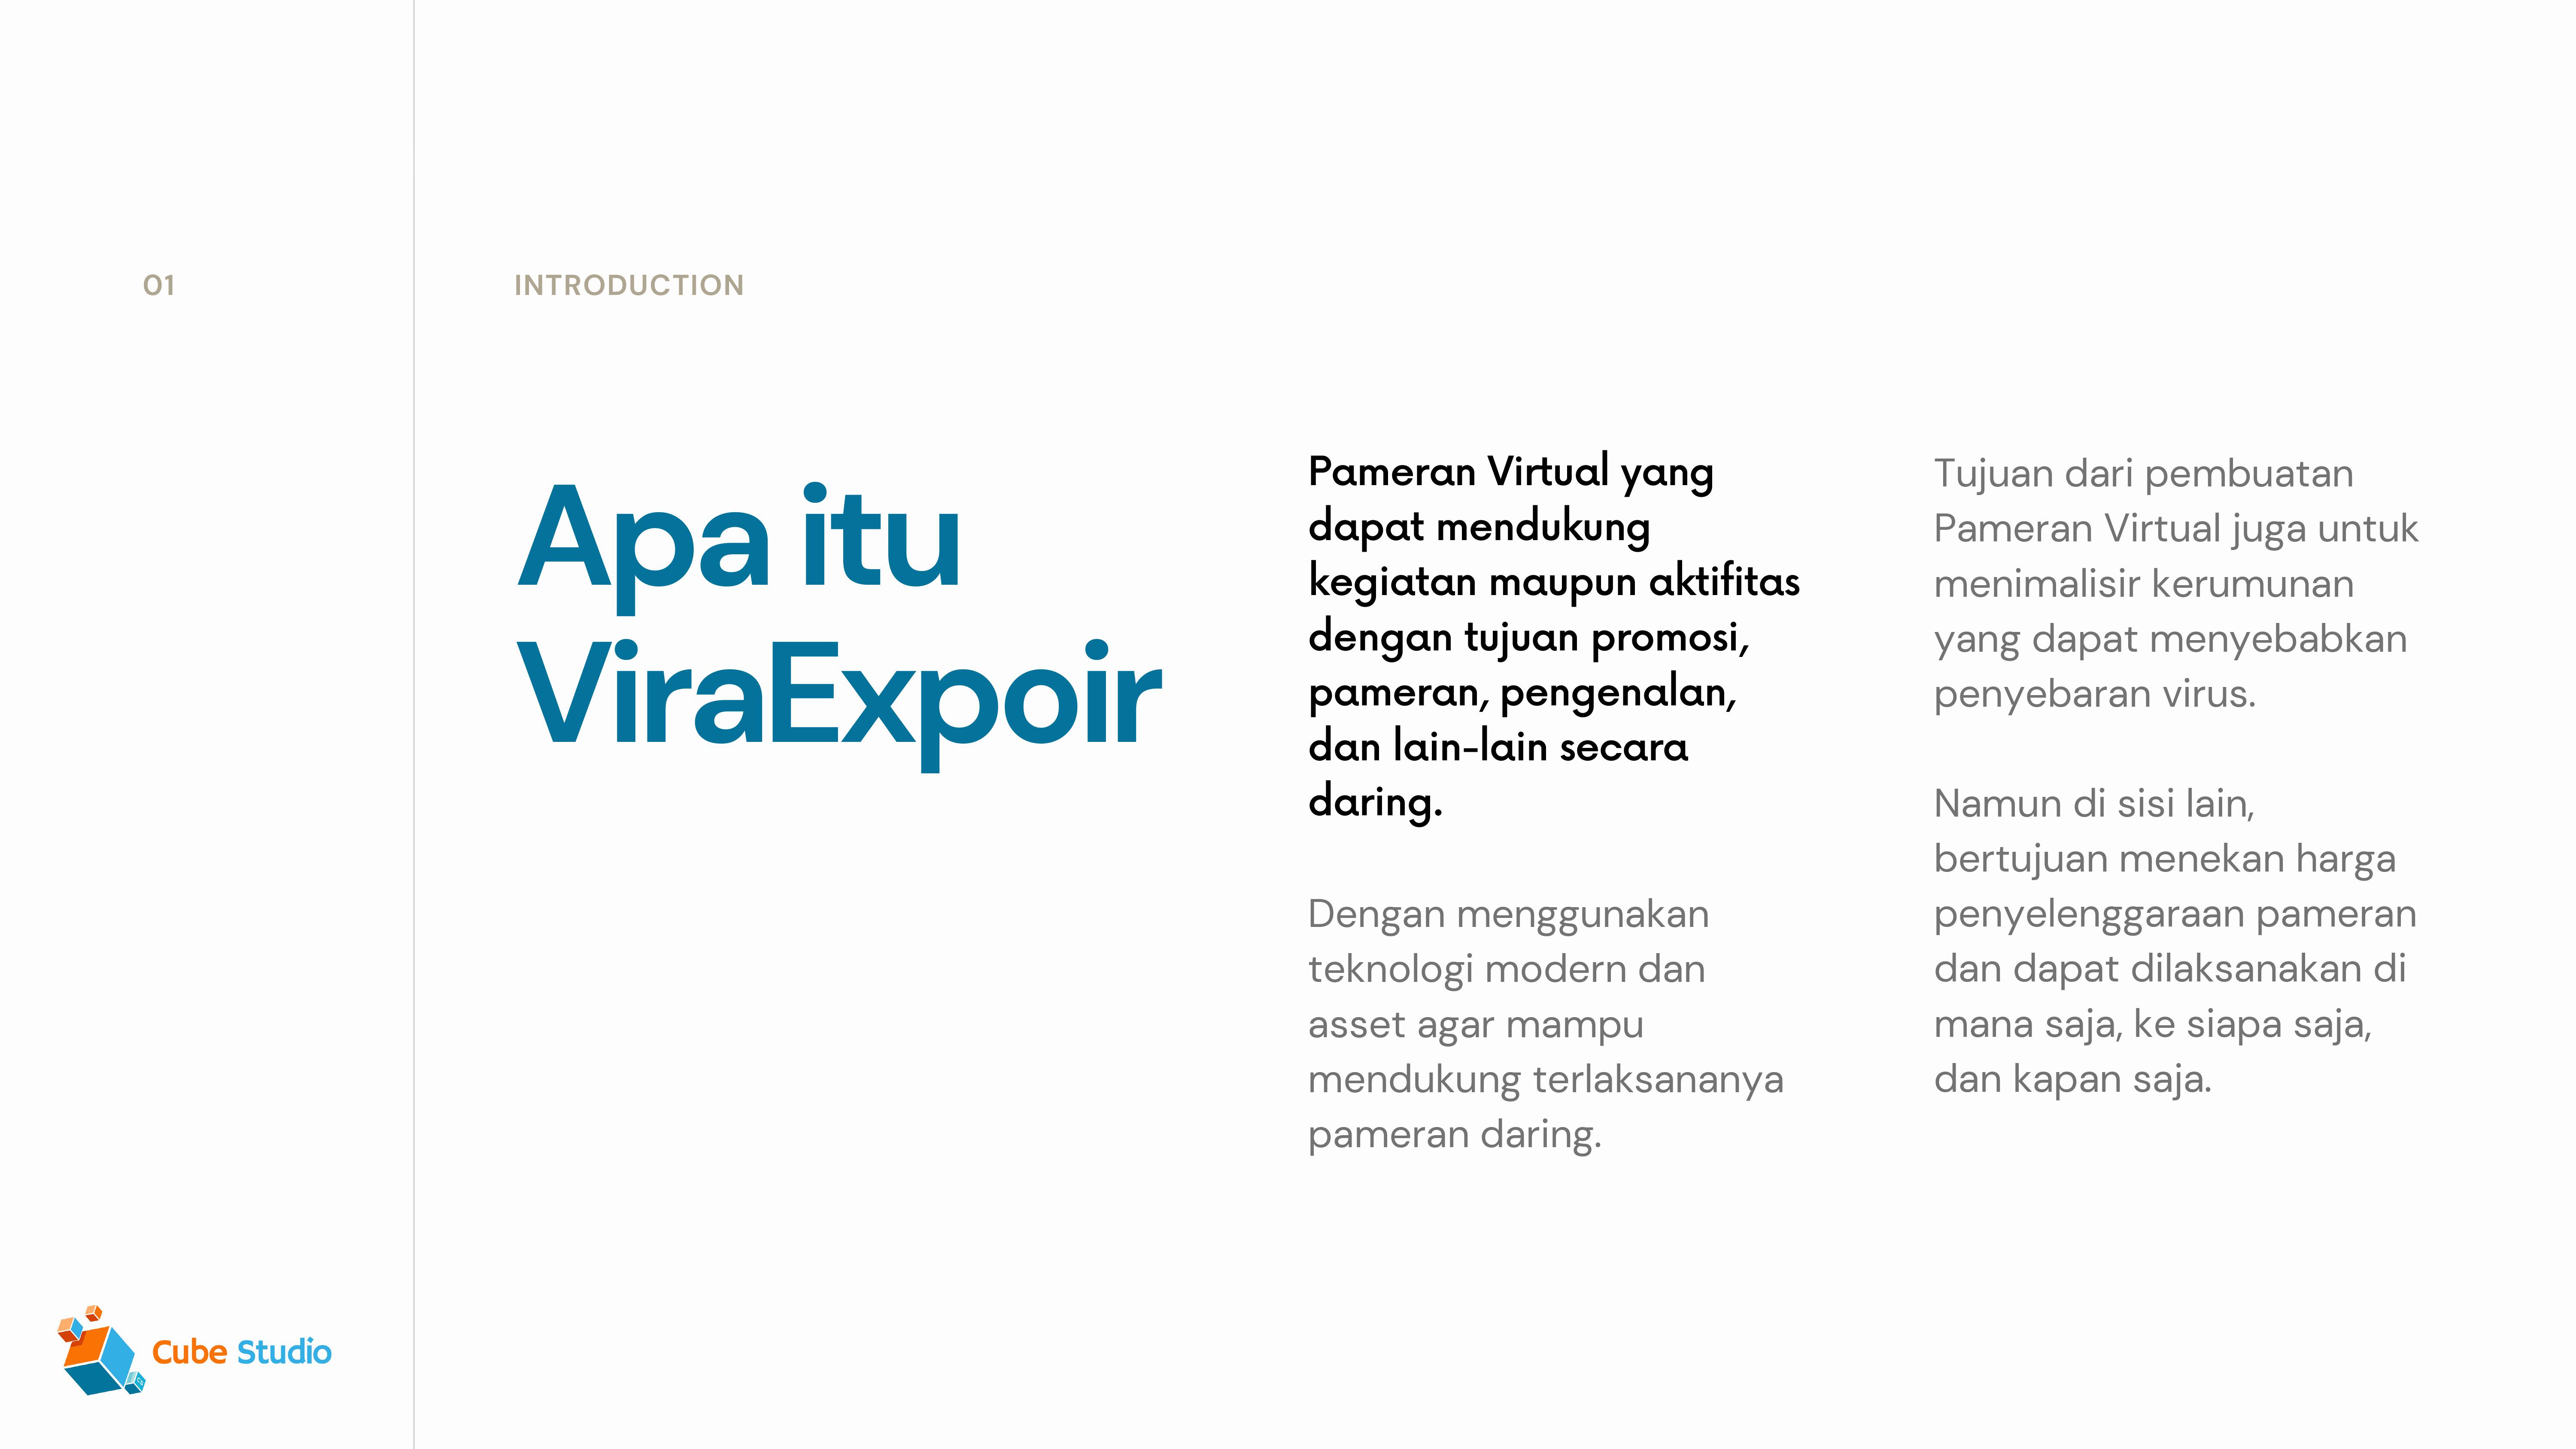 01
INTRODUCTION
Apa itu
ViraExpoir
Pameran Virtual yang
dapat mendukung
kegiatan maupun aktifitas
dengan tujuan promosi,
pameran, pengenalan,
dan lain-lain secara
daring.
Dengan menggunakan
teknologi modern dan
asset agar mampu
mendukung terlaksananya
pameran daring.
Tujuan dari pembuatan
Pameran Virtual juga untuk
menimalisir kerumunan
yang dapat menyebabkan
penyebaran virus.
Namun di sisi lain,
bertujuan menekan harga
penyelenggaraan pameran
dan dapat dilaksanakan di
mana saja, ke siapa saja,
dan kapan saja.
Cube Studio